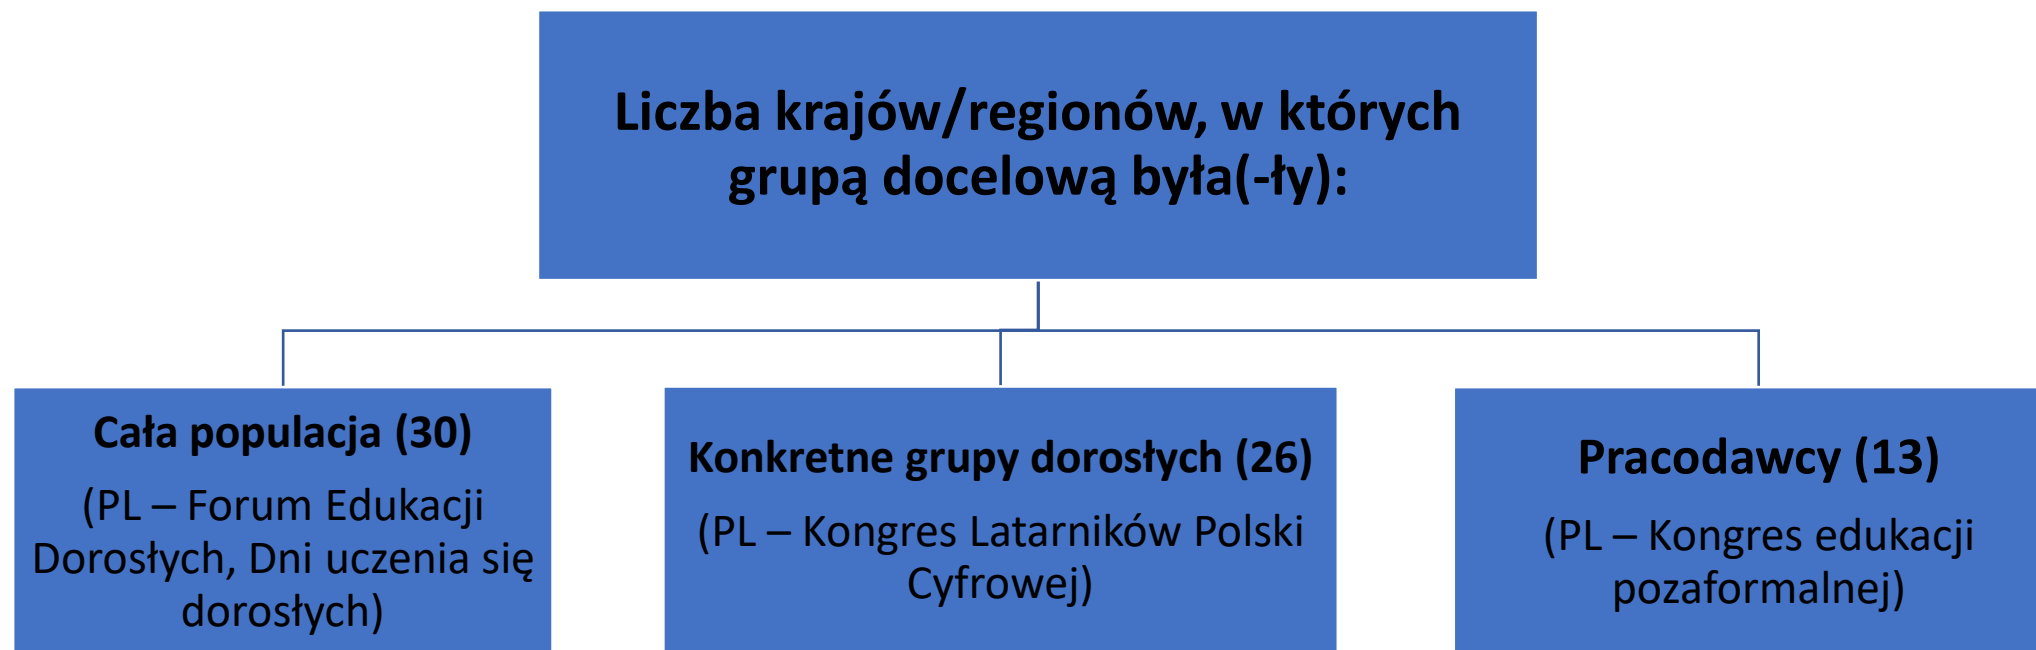 Liczba krajów/regionów, w których
grupą docelową była(-ły):
Cała populacja (30)
(PL – Forum Edukacji
Dorosłych, Dni uczenia się
dorosłych)
Konkretne grupy dorosłych (26)
(PL – Kongres Latarników Polski
Cyfrowej)
Pracodawcy (13)
(PL – Kongres edukacji
pozaformalnej)